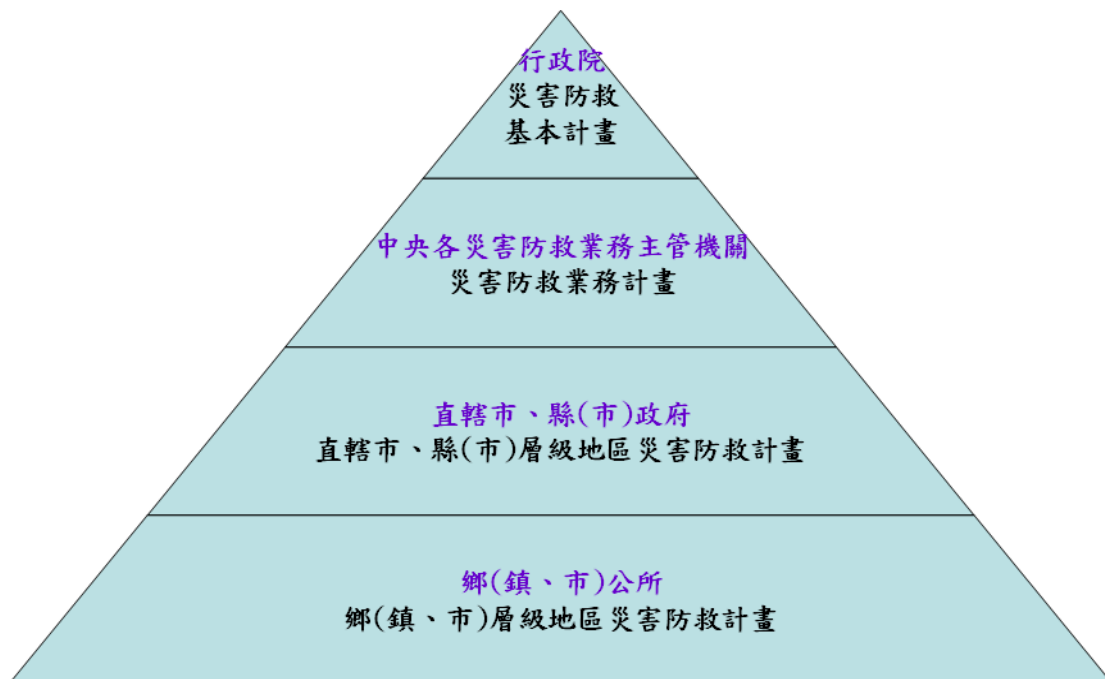 行政院
災害防救
基本計畫
中央各災害防救業務主管機關
災害防救業務計畫
直轄市、縣(市)政府
直轄市、縣(市)層級地區災害防救計畫
鄉(鎮、市)公所
鄉(鎮、市)層級地區災害防救計畫